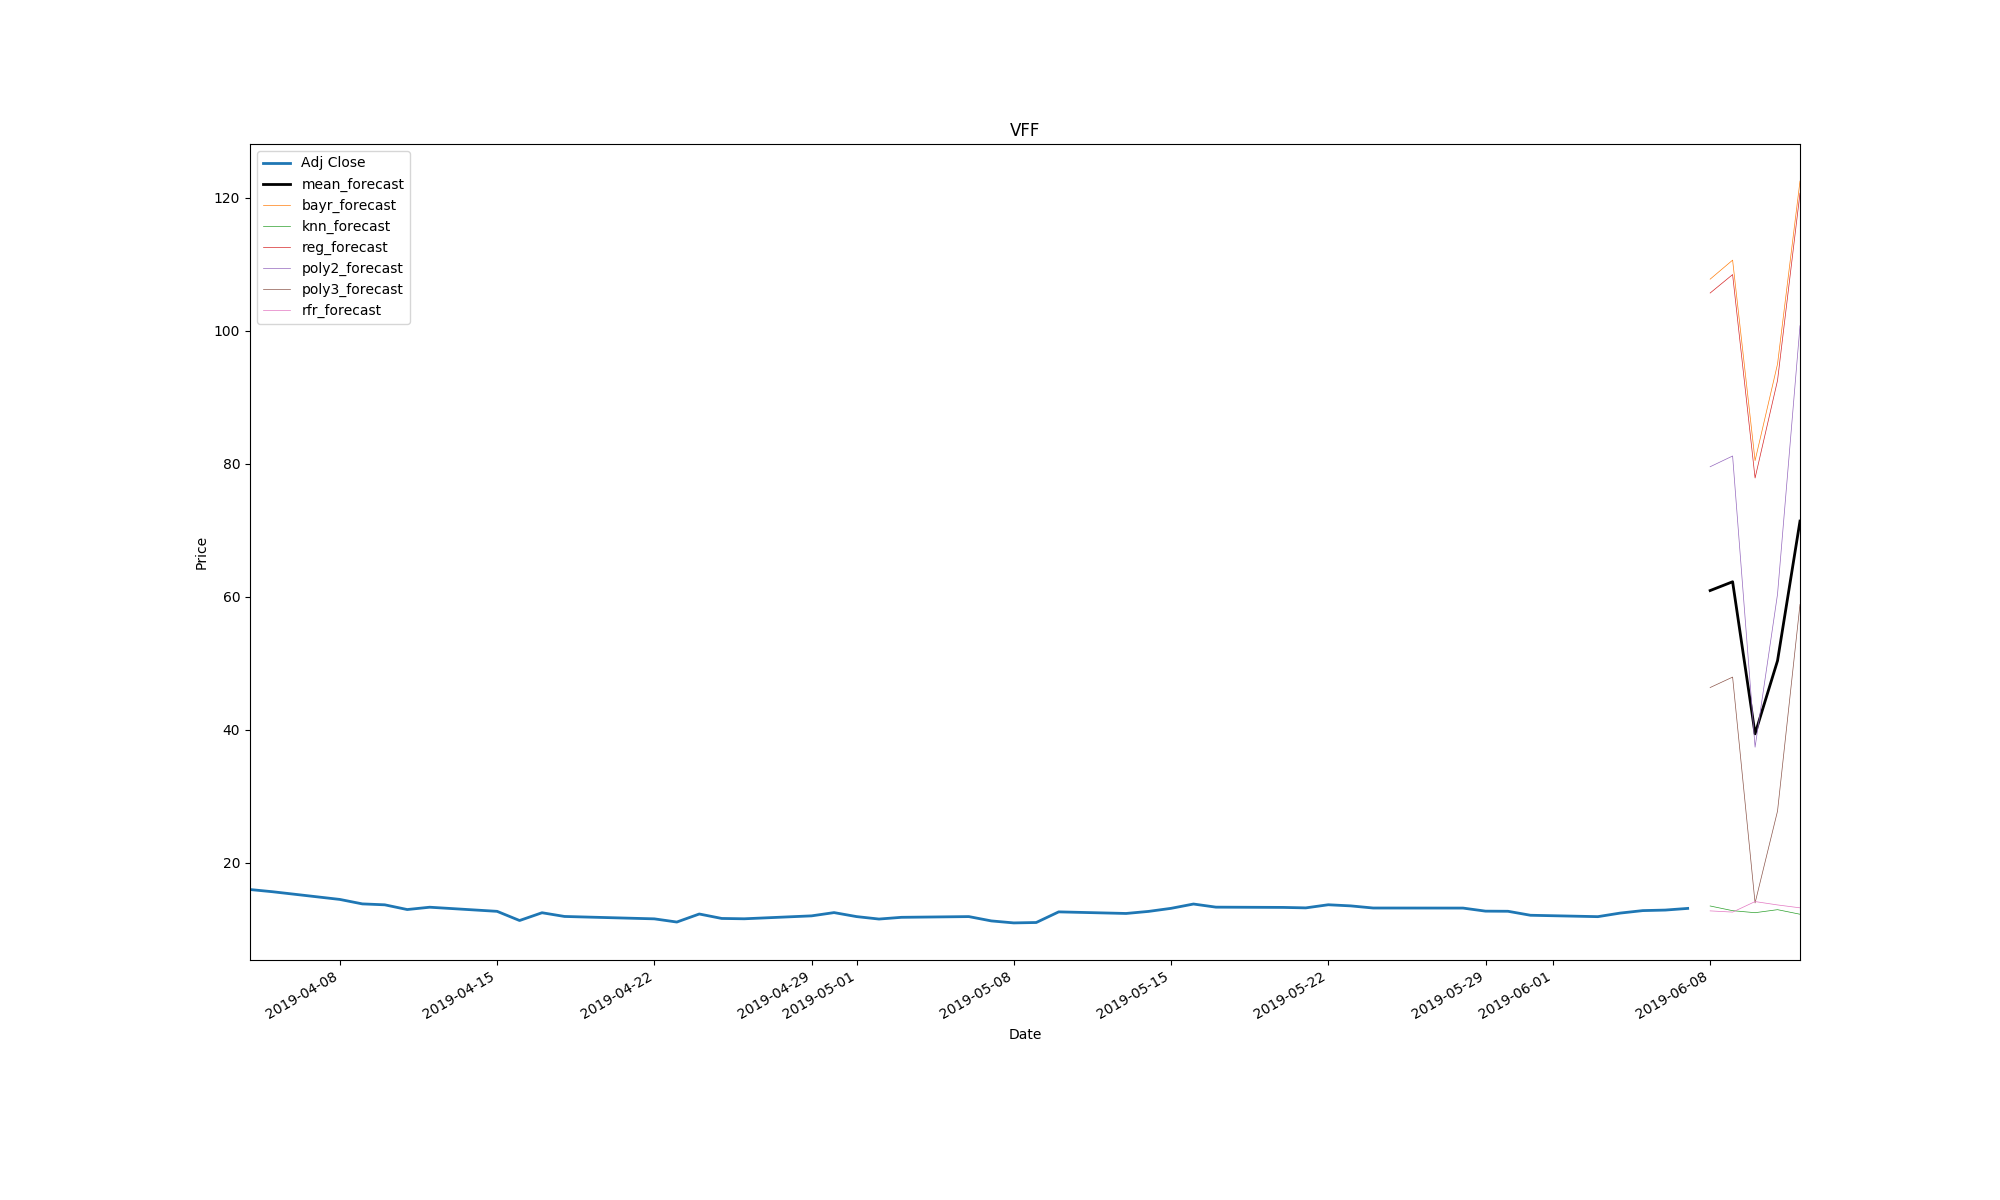 VFF
Adj Close
mean_forecast
bayr_forecast
knn_forecast
reg_forecast
poly2_forecast
poly3_forecast
rfr_forecast
120
100
80
60
40
20
Price
2019-04-08
2019-04-15
2019-04-22
2019-04-29
2019-05-01
2019-05-08
2019-05-15
2019-05-22
2019-05-29
2019-06-01
2019-06-08
Date